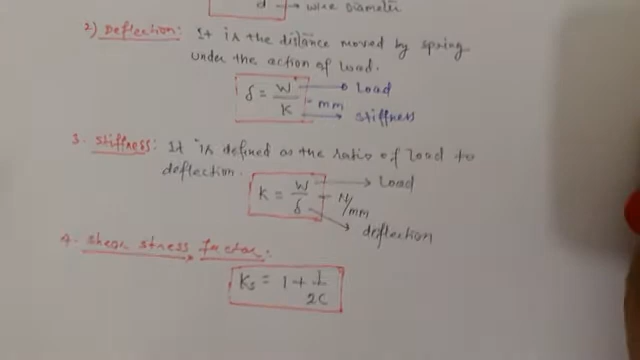 d → wire Diameter
2) Deflection: It is the distance moved by spring
under the action of load.
δ = W/K - mm → load → stiffness
3. Stiffness: It is defined as the ratio of load to
deflection.
K = W/δ - N/mm → load → deflection
4. Shear stress factor:
Ks = 1 + 1/2C